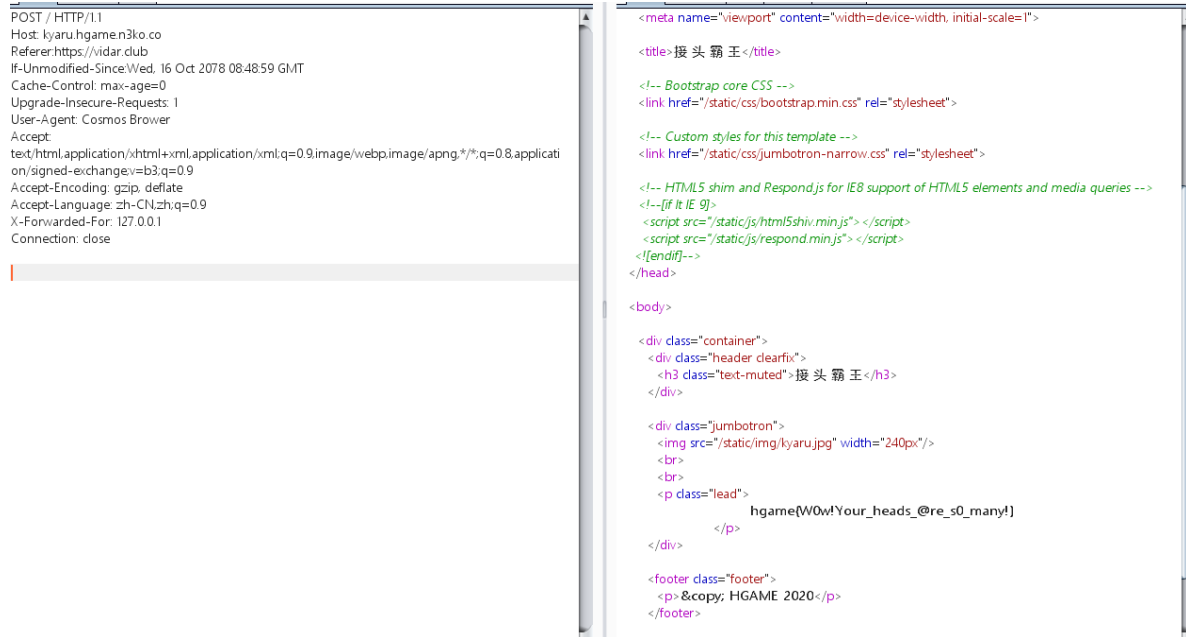 POST / HTTP/1.1
Host: kyaru.hgame.n3ko.co
Referer:https://vidar.club
If-Unmodified-Since:Wed, 16 Oct 2078 08:48:59 GMT
Cache-Control: max-age=0
Upgrade-Insecure-Requests: 1
User-Agent: Cosmos Brower
Accept:
text/html,application/xhtml+xml,application/xml;q=0.9,image/webp,image/apng,*/*;q=0.8,applicati
on/signed-exchange;v=b3;q=0.9
Accept-Encoding: gzip, deflate
Accept-Language: zh-CN,zh;q=0.9
X-Forwarded-For: 127.0.0.1
Connection: close
<meta name="viewport" content="width=device-width, initial-scale=1">
<title>接 头 霸 王</title>
<!-- Bootstrap core CSS -->
<link href="/static/css/bootstrap.min.css" rel="stylesheet">
<!-- Custom styles for this template -->
<link href="/static/css/jumbotron-narrow.css" rel="stylesheet">
<!-- HTML5 shim and Respond.js for IE8 support of HTML5 elements and media queries -->
<!--[if lt IE 9]>
<script src="/static/js/html5shiv.min.js"></script>
<script src="/static/js/respond.min.js"></script>
<![endif]-->
</head>
<body>
<div class="container">
<div class="header clearfix">
<h3 class="text-muted">接 头 霸 王</h3>
</div>
<div class="jumbotron">
<img src="/static/img/kyaru.jpg" width="240px"/>
<br>
<br>
<p class="lead">
hgame{W0w!Your_heads_@re_s0_many!}
</p>
</div>
<footer class="footer">
<p>&copy; HGAME 2020</p>
</footer>